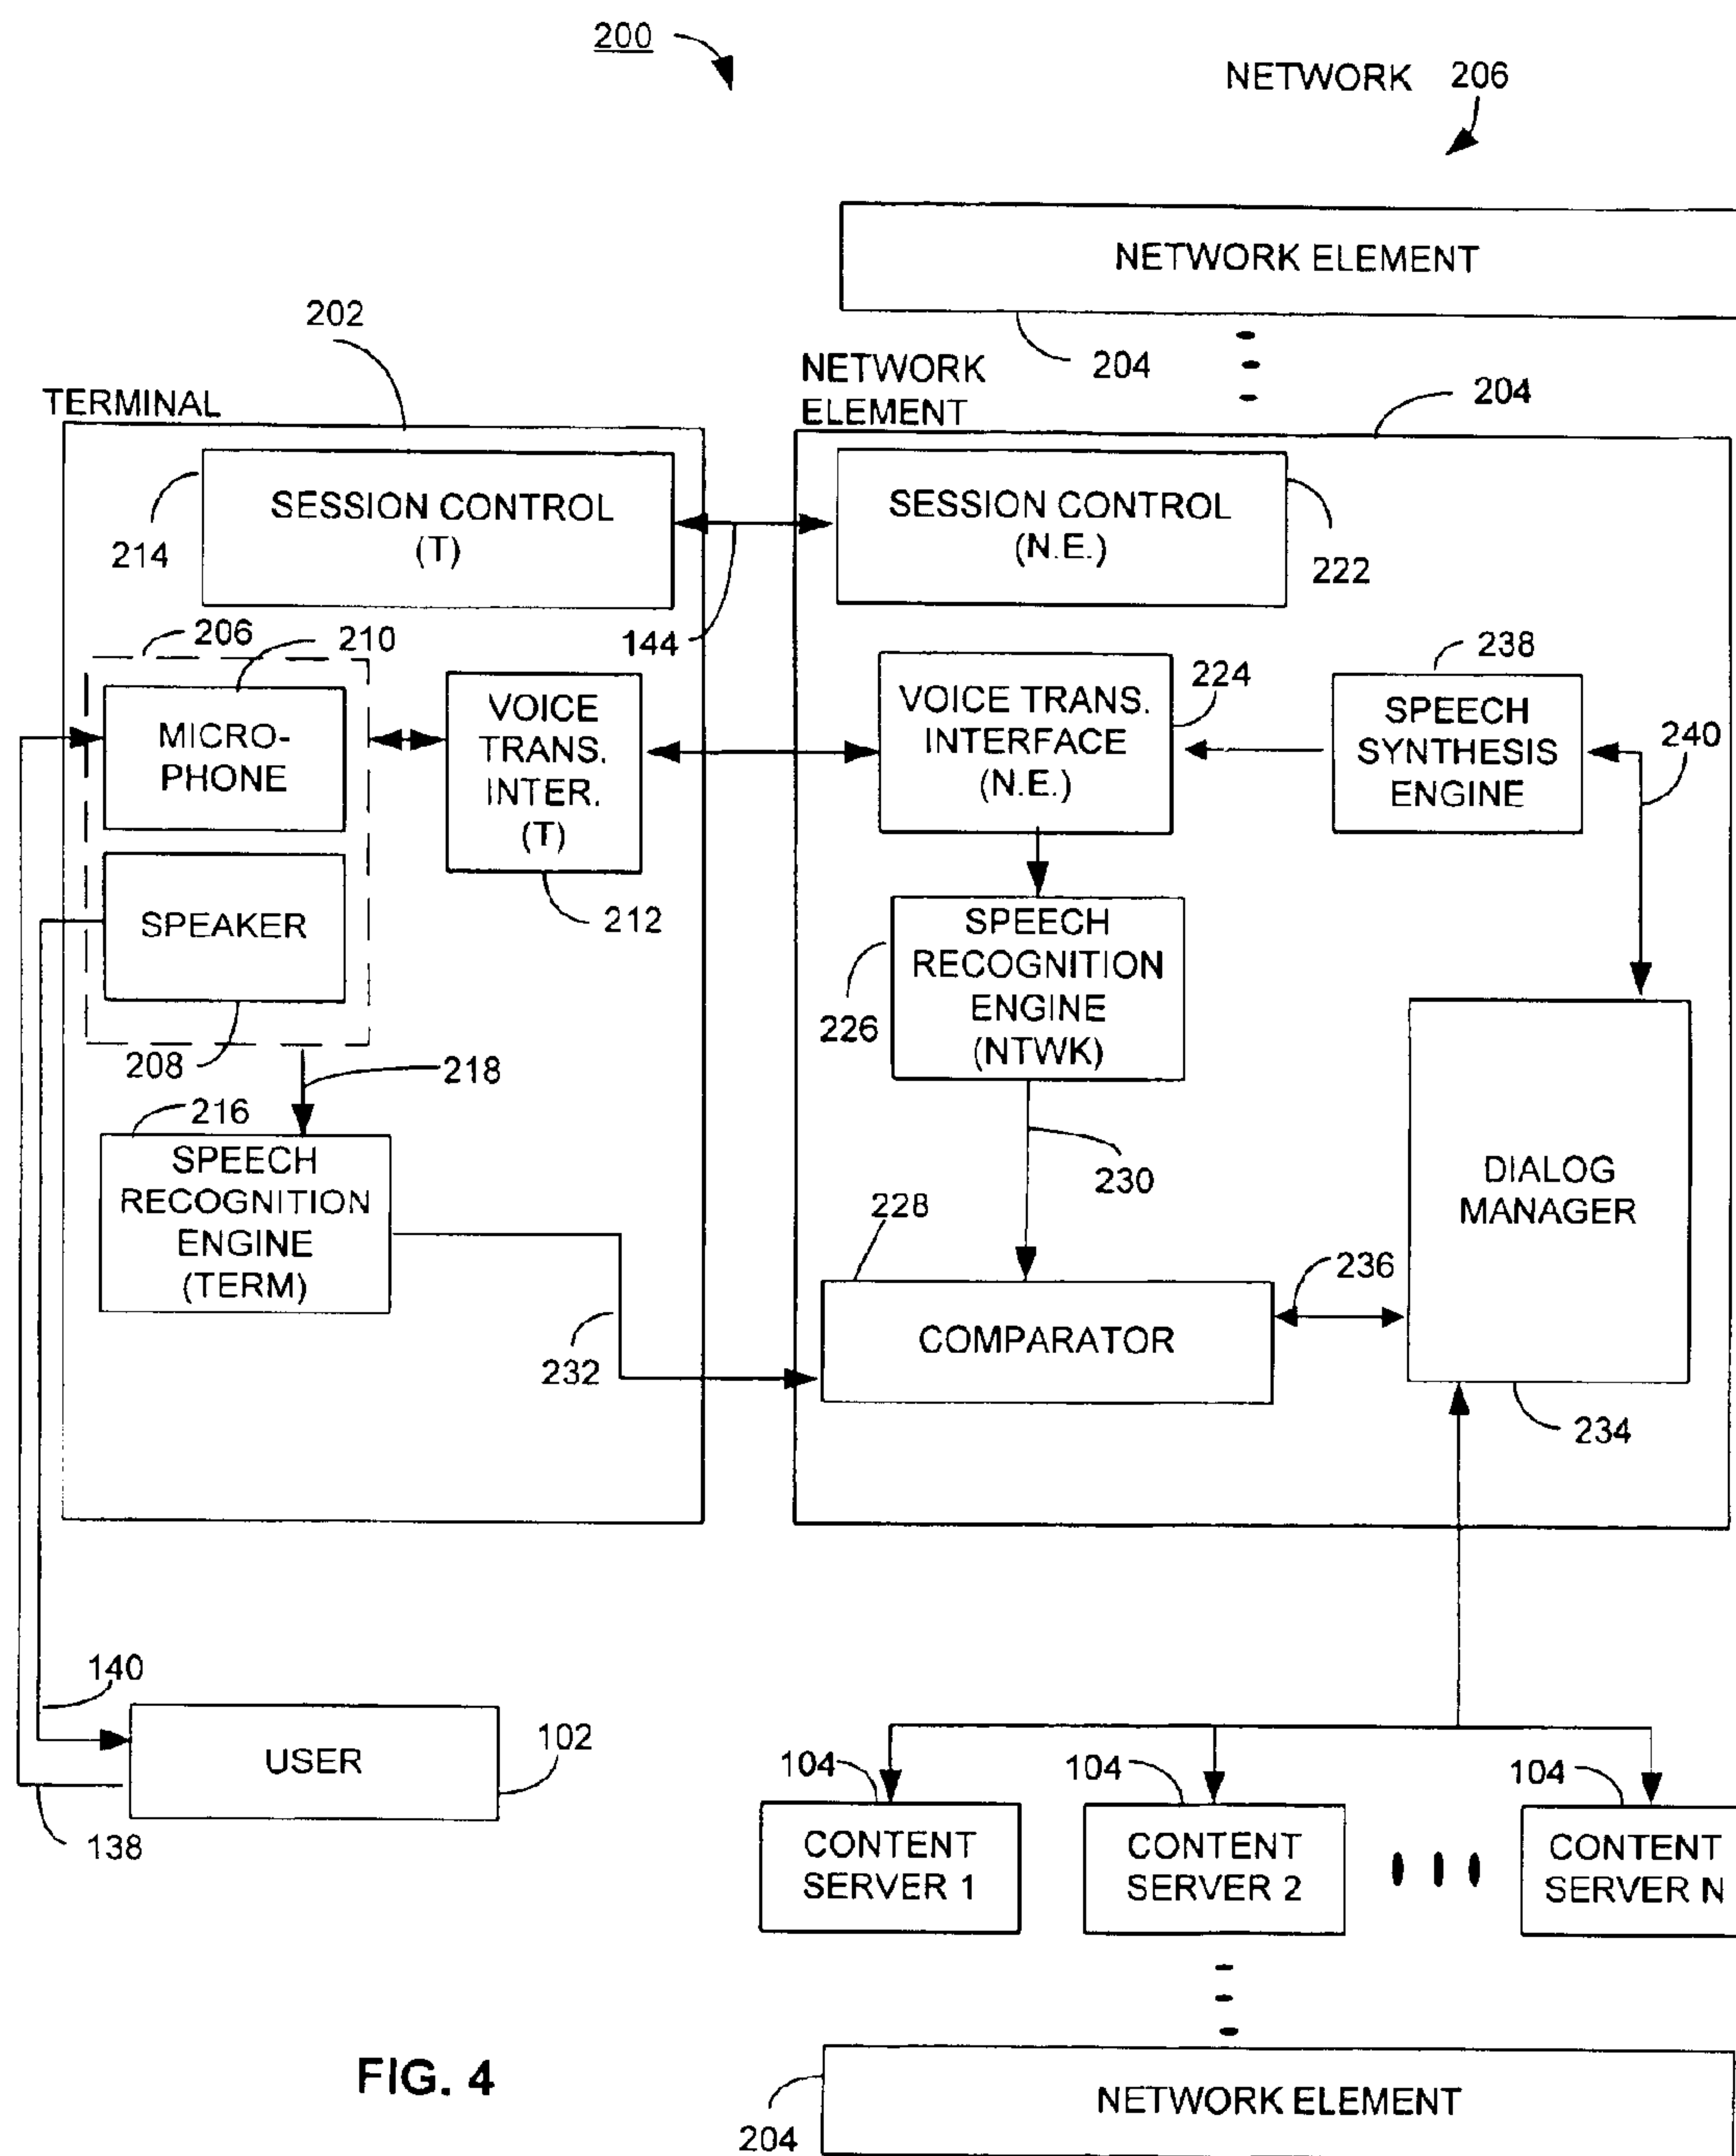 200
NETWORK 206
NETWORK ELEMENT
204
202
TERMINAL
NETWORK
ELEMENT
204
214
SESSION CONTROL
(T)
SESSION CONTROL
(N.E.)
222
144
206
210
MICRO-
PHONE
VOICE
TRANS.
INTER.
(T)
212
VOICE TRANS.
INTERFACE
(N.E.)
224
238
SPEECH
SYNTHESIS
ENGINE
240
SPEAKER
208
218
216
SPEECH
RECOGNITION
ENGINE
(TERM)
232
226
SPEECH
RECOGNITION
ENGINE
(NTWK)
230
228
COMPARATOR
236
DIALOG
MANAGER
234
140
USER
102
138
104
CONTENT
SERVER 1
104
CONTENT
SERVER 2
104
CONTENT
SERVER N
FIG. 4
204
NETWORK ELEMENT